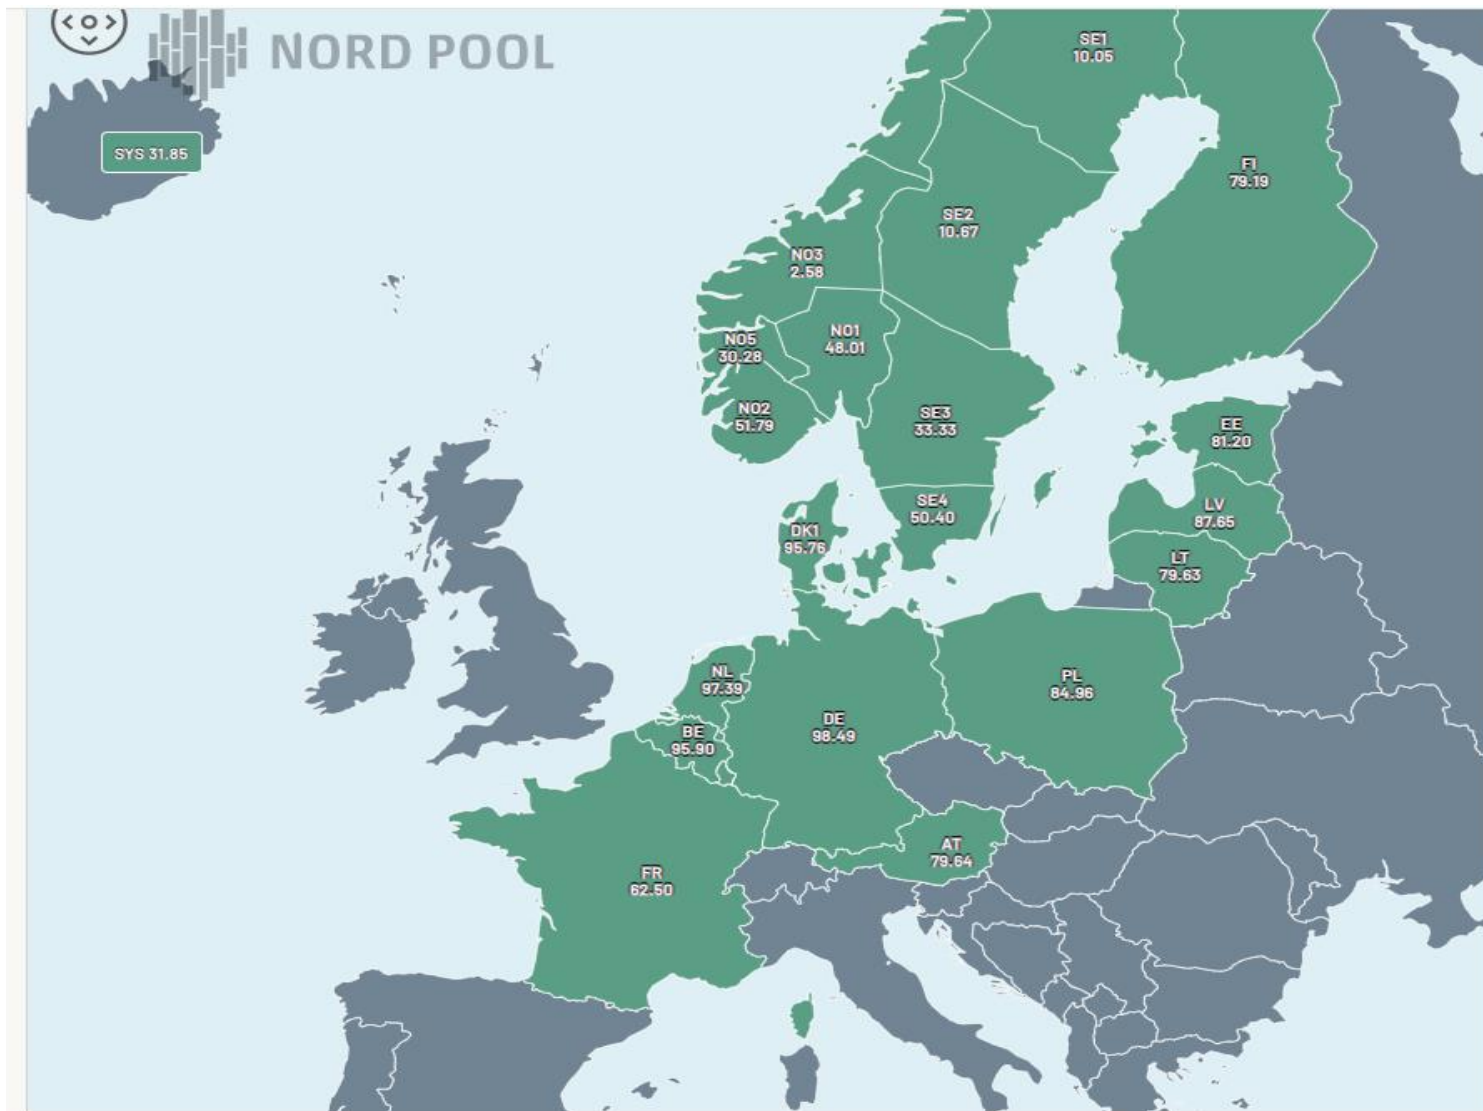 NORD POOL
SE1
10.05
SYS 31.85
FI
79.19
SE2
10.67
NO3
2.58
NO1
48.01
NO5
30.28
NO2
51.79
SE3
33.33
EE
81.20
SE4
50.40
LV
87.65
DK1
95.76
LT
79.63
NL
97.39
PL
84.96
DE
98.49
BE
95.90
AT
79.64
FR
62.50